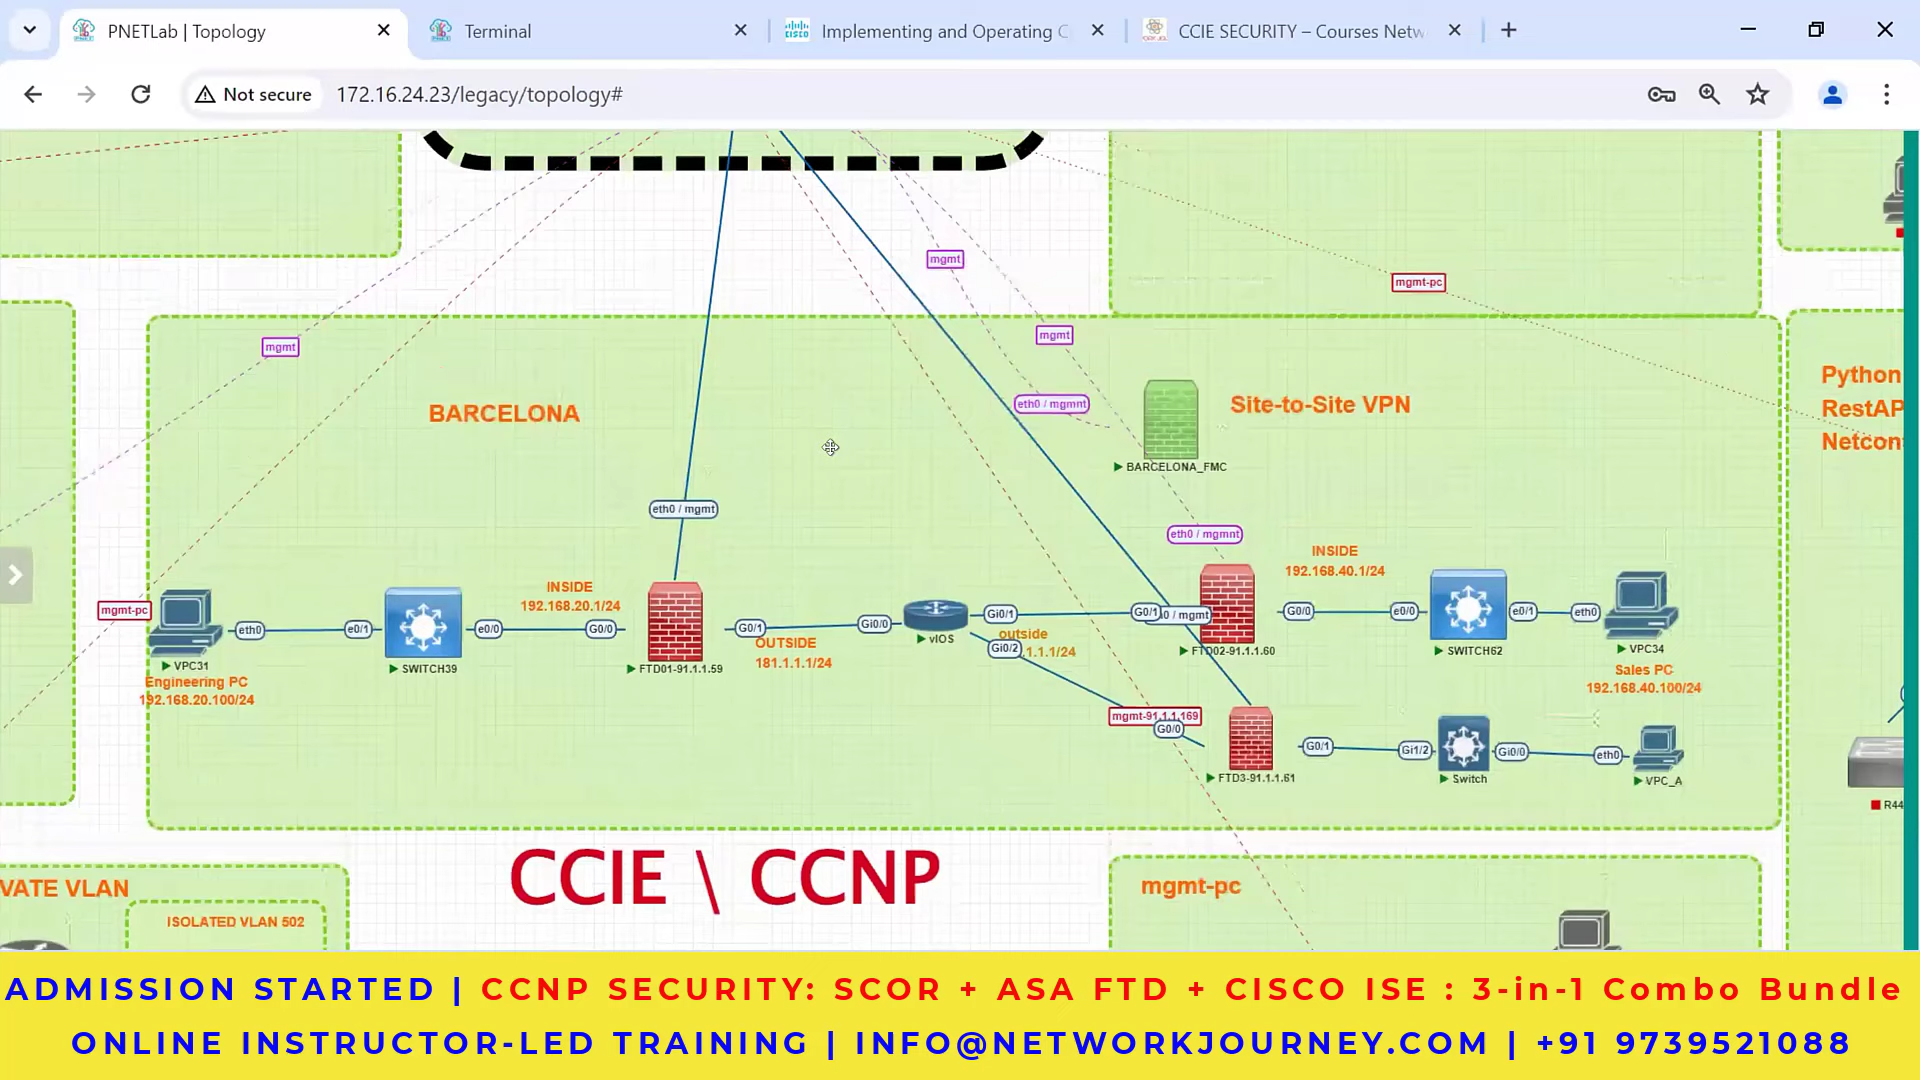 PNETLab | Topology
Terminal
Implementing and Operating C
CCIE SECURITY – Courses Netw
Not secure
172.16.24.23/legacy/topology#
mgmt
mgmt-pc
mgmt
mgmt
BARCELONA
eth0 / mgmnt
Site-to-Site VPN
Python
RestAP
Netcon
BARCELONA_FMC
eth0 / mgmt
eth0 / mgmnt
INSIDE
192.168.40.1/24
INSIDE
192.168.20.1/24
mgmt-pc
eth0
e0/1
e0/0
G0/0
G0/1
Gi0/0
Gi0/1
G0/1
0 / mgmt
G0/0
e0/0
e0/1
eth0
OUTSIDE
181.1.1.1/24
vIOS
outside
.1.1.1/24
Gi0/2
FTD02-91.1.1.60
SWITCH62
VPC34
VPC31
SWITCH39
FTD01-91.1.1.59
Engineering PC
192.168.20.100/24
Sales PC
192.168.40.100/24
mgmt-91.1.1.169
G0/0
G0/1
Gi1/2
Gi0/0
eth0
FTD3-91.1.1.61
Switch
VPC_A
R44
CCIE \ CCNP
VATE VLAN
ISOLATED VLAN 502
mgmt-pc
ADMISSION STARTED | CCNP SECURITY: SCOR + ASA FTD + CISCO ISE : 3-in-1 Combo Bundle
ONLINE INSTRUCTOR-LED TRAINING | INFO@NETWORKJOURNEY.COM | +91 9739521088